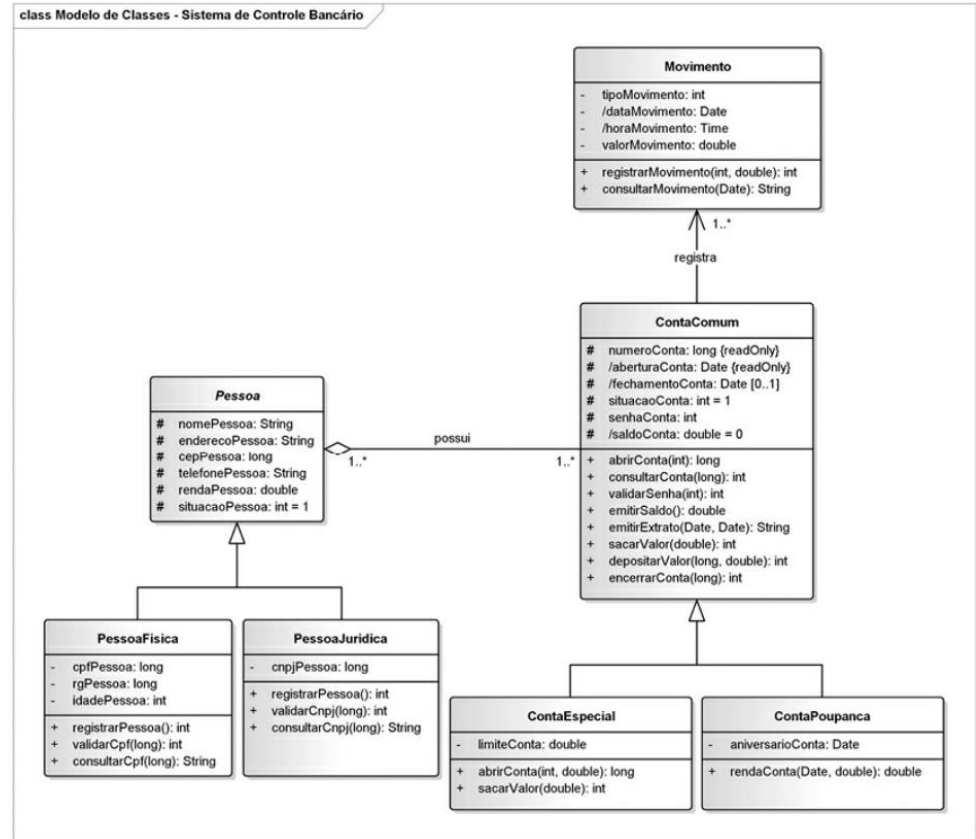 class Modelo de Classes - Sistema de Controle Bancário
Movimento
- tipoMovimento: int
- /dataMovimento: Date
- /horaMovimento: Time
- valorMovimento: double
+ registrarMovimento(int, double): int
+ consultarMovimento(Date): String
1..*
registra
ContaComum
# numeroConta: long {readOnly}
# /aberturaConta: Date {readOnly}
# /fechamentoConta: Date [0..1]
# situacaoConta: int = 1
# senhaConta: int
# /saldoConta: double = 0
+ abrirConta(int): long
+ consultarConta(long): int
+ validarSenha(int): int
+ emitirSaldo(): double
+ emitirExtrato(Date, Date): String
+ sacarValor(double): int
+ depositarValor(long, double): int
+ encerrarConta(long): int
Pessoa
# nomePessoa: String
# enderecoPessoa: String
# cepPessoa: long
# telefonePessoa: String
# rendaPessoa: double
# situacaoPessoa: int = 1
possui
1..* 1..*
PessoaFisica
- cpfPessoa: long
- rgPessoa: long
- idadePessoa: int
+ registrarPessoa(): int
+ validarCpf(long): int
+ consultarCpf(long): String
PessoaJuridica
- cnpjPessoa: long
+ registrarPessoa(): int
+ validarCnpj(long): int
+ consultarCnpj(long): String
ContaEspecial
- limiteConta: double
+ abrirConta(int, double): long
+ sacarValor(double): int
ContaPoupanca
- aniversarioConta: Date
+ rendaConta(Date, double): double